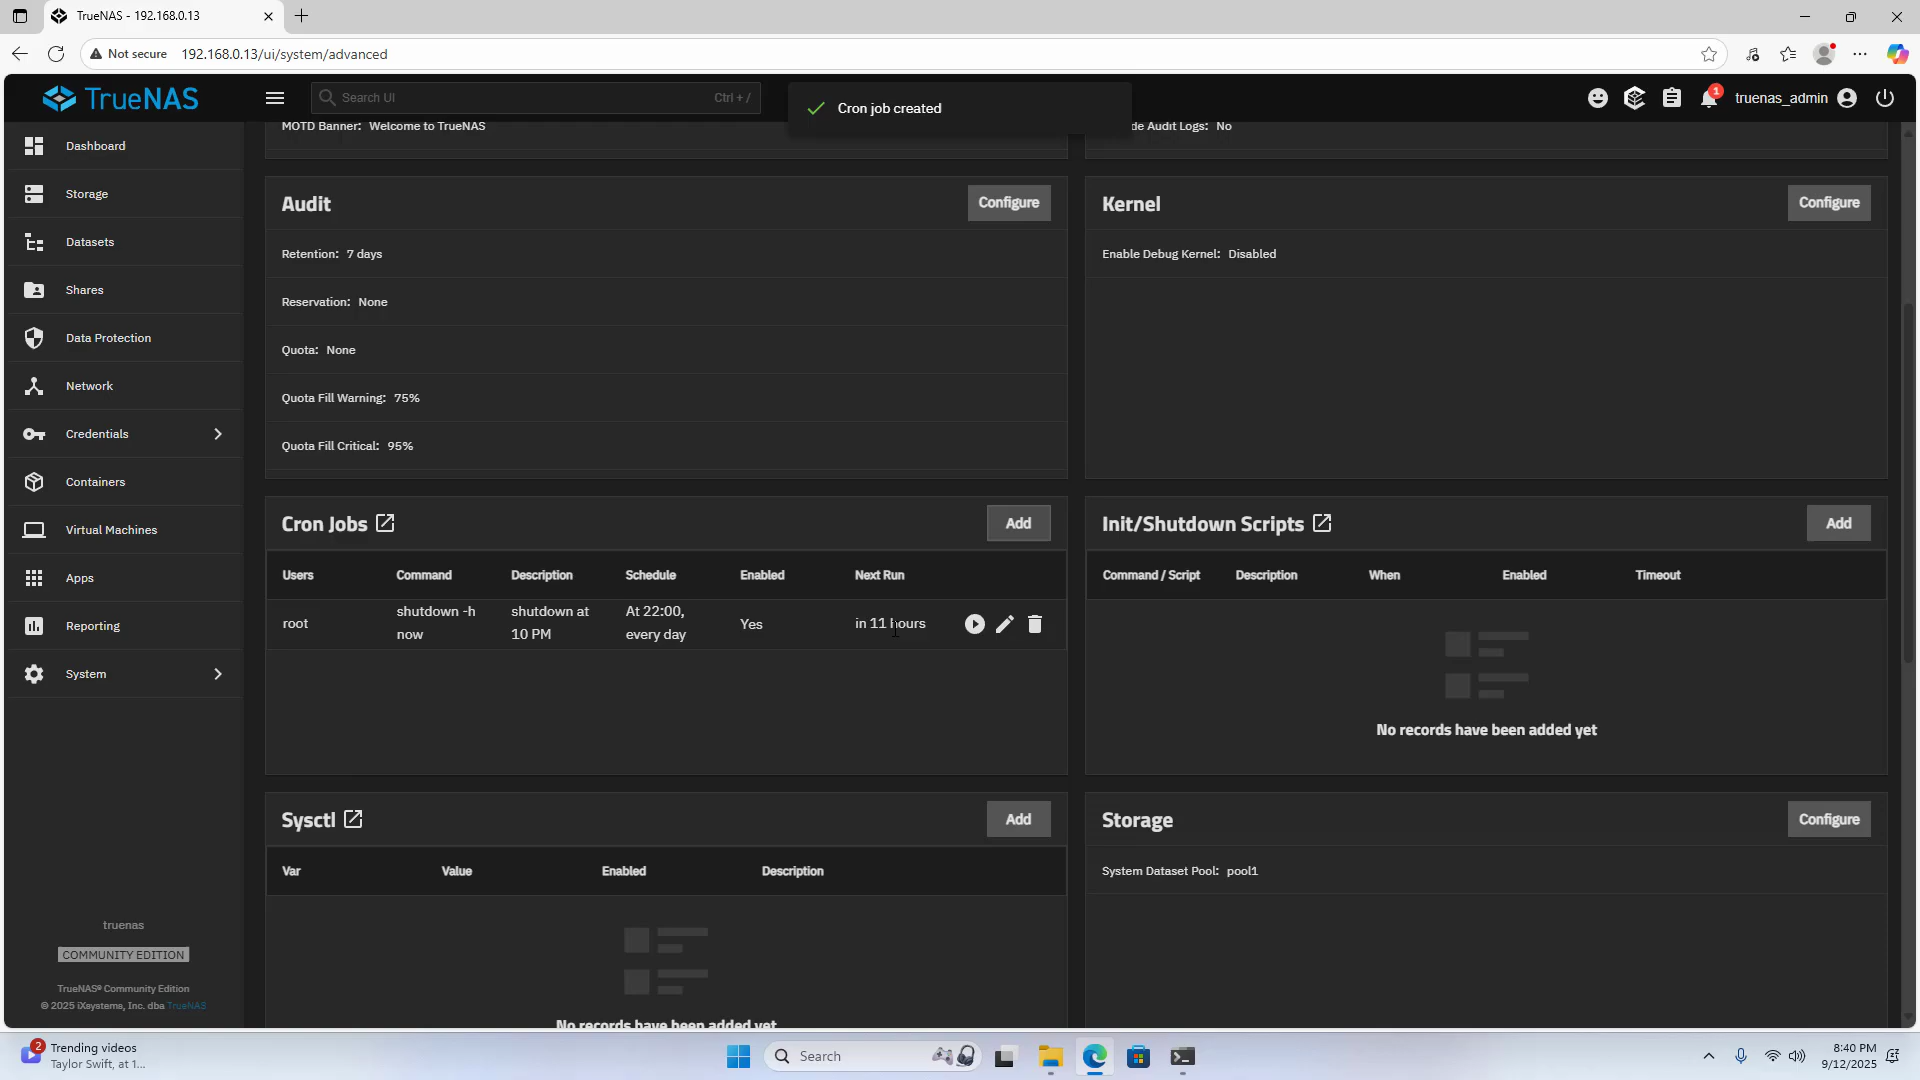 TrueNAS - 192.168.0.13
Not secure 192.168.0.13/ui/system/advanced
TrueNAS
Search UI Ctrl + /
Cron job created
1
truenas_admin
MOTD Banner: Welcome to TrueNAS
de Audit Logs: No
Dashboard
Storage
Datasets
Shares
Data Protection
Network
Credentials
Containers
Virtual Machines
Apps
Reporting
System
truenas
COMMUNITY EDITION
TrueNAS® Community Edition
© 2025 iXsystems, Inc. dba TrueNAS
Audit
Configure
Retention: 7 days
Reservation: None
Quota: None
Quota Fill Warning: 75%
Quota Fill Critical: 95%
Kernel
Configure
Enable Debug Kernel: Disabled
Cron Jobs
Add
Users Command Description Schedule Enabled Next Run
root shutdown -h now shutdown at 10 PM At 22:00, every day Yes in 11 hours
Init/Shutdown Scripts
Add
Command / Script Description When Enabled Timeout
No records have been added yet
Sysctl
Add
Var Value Enabled Description
No records have been added yet
Storage
Configure
System Dataset Pool: pool1
2
Trending videos
Taylor Swift, at 1...
Search
8:40 PM
9/12/2025